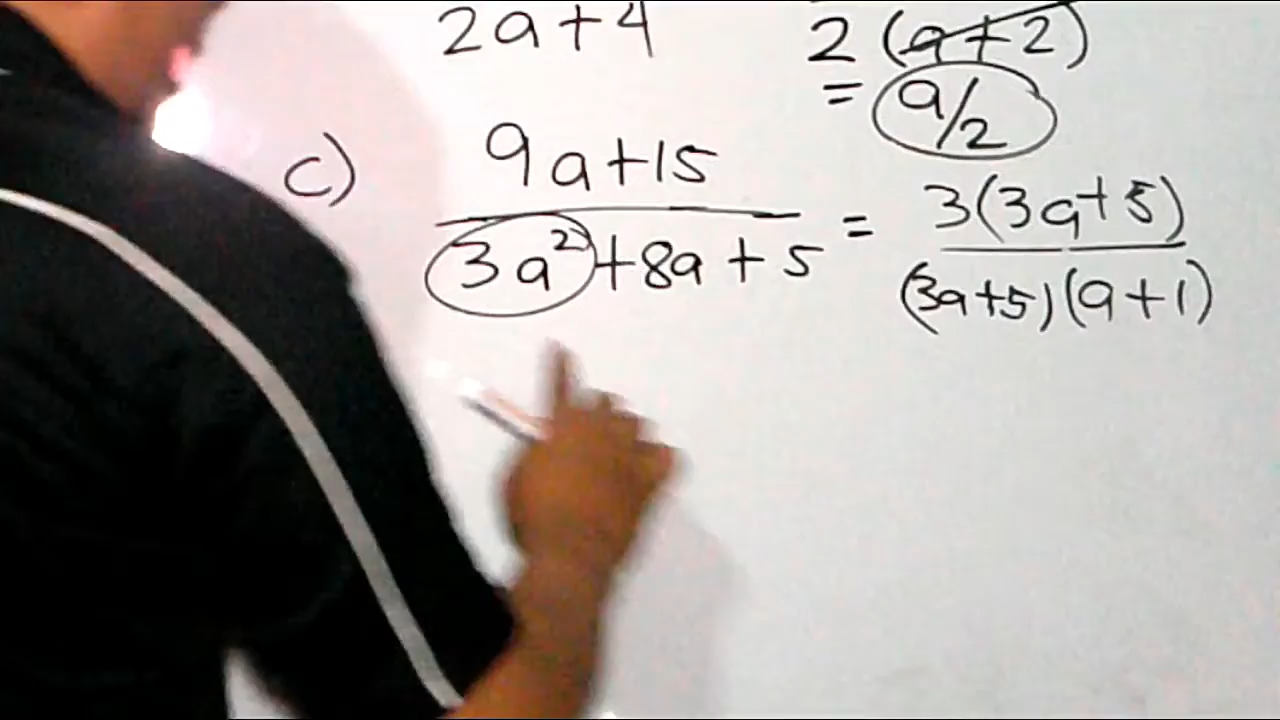 2a+4
2(a+2)
= a/2
c) 9a+15 = 3(3a+5)
3a²+8a+5 (3a+5)(a+1)